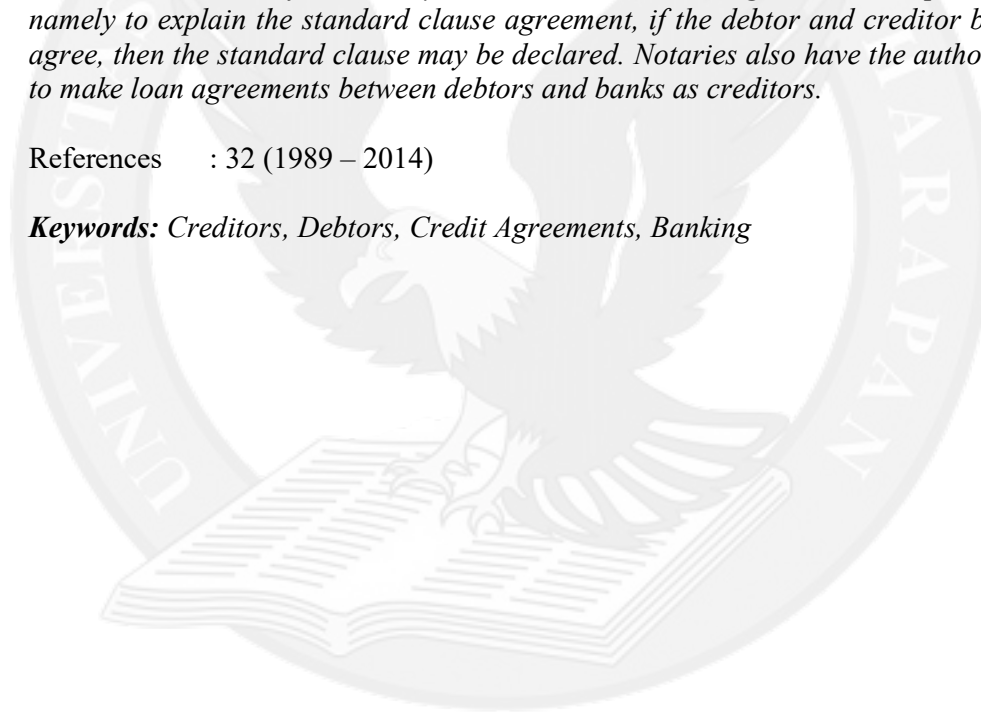 namely to explain the standard clause agreement, if the debtor and creditor
agree, then the standard clause may be declared. Notaries also have the
to make loan agreements between debtors and banks as creditors.
References : 32 (1989 – 2014)
Keywords: Creditors, Debtors, Credit Agreements, Banking